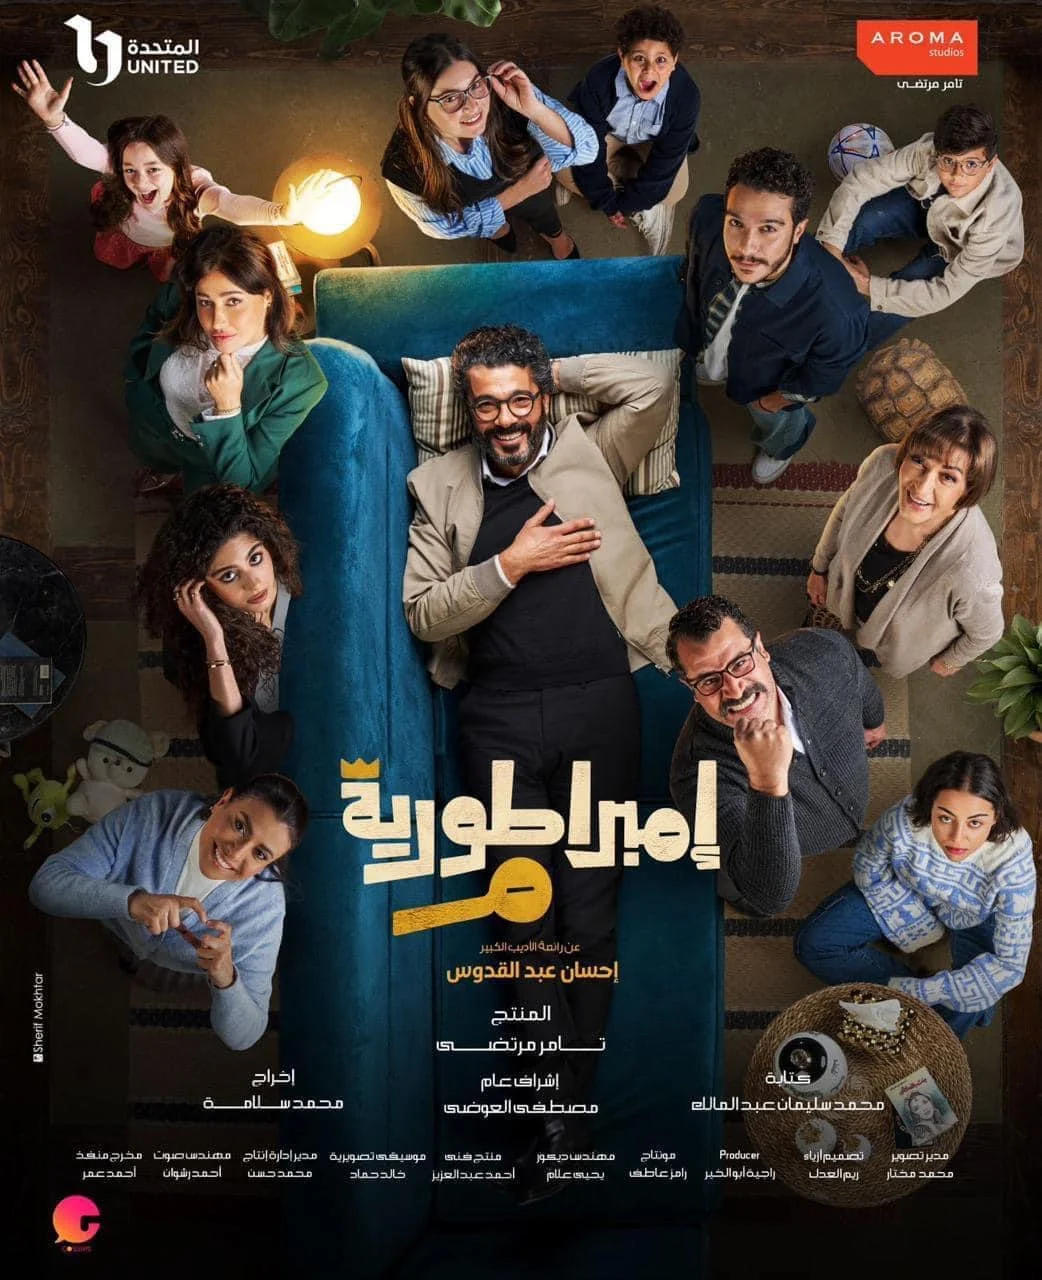 المتحدة
UNITED
AROMA
studios
تامر مرتضى
إمبراطورية
م
عن رائعة الأديب الكبير
إحسان عبد القدوس
المنتج
تامر مرتضى
إشراف عام
مصطفى العوضي
كتابة
محمد سليمان عبد المالك
إخراج
محمد سلامة
مدير تصوير
محمد مختار
تصميم أزياء
ريم العدل
Producer
راجية أبو الخير
مونتاج
رامز عاطف
مهندس ديكور
يحيى علام
منتج فني
أحمد عبد العزيز
موسيقى تصويرية
خالد حماد
مدير إدارة إنتاج
محمد حسن
مهندس صوت
أحمد رشوان
مخرج منفذ
أحمد عمر
Sherif Mokhtar